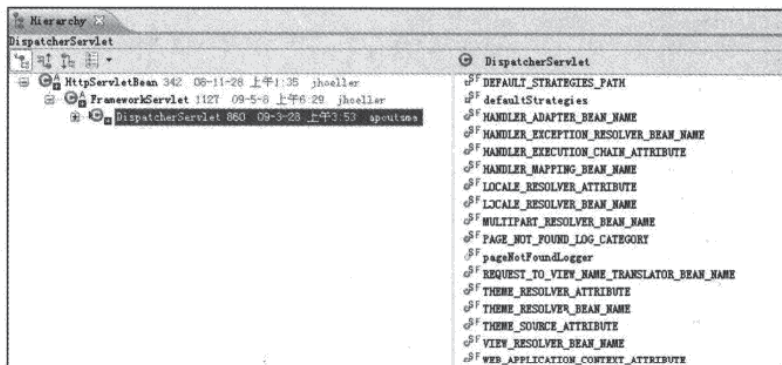 Hierarchy
DispatcherServlet
HttpServletBean 342 08-11-28 上午1:35 jhoeller
FrameworkServlet 1127 09-5-8 上午6:29 jhoeller
DispatcherServlet 860 09-3-28 上午3:53 apoutsma
DispatcherServlet
DEFAULT_STRATEGIES_PATH
defaultStrategies
HANDLER_ADAPTER_BEAN_NAME
HANDLER_EXCEPTION_RESOLVER_BEAN_NAME
HANDLER_EXECUTION_CHAIN_ATTRIBUTE
HANDLER_MAPPING_BEAN_NAME
LOCALE_RESOLVER_ATTRIBUTE
LOCALE_RESOLVER_BEAN_NAME
MULTIPART_RESOLVER_BEAN_NAME
PAGE_NOT_FOUND_LOG_CATEGORY
pageNotFoundLogger
REQUEST_TO_VIEW_NAME_TRANSLATOR_BEAN_NAME
THEME_RESOLVER_ATTRIBUTE
THEME_RESOLVER_BEAN_NAME
THEME_SOURCE_ATTRIBUTE
VIEW_RESOLVER_BEAN_NAME
WEB_APPLICATION_CONTEXT_ATTRIBUTE